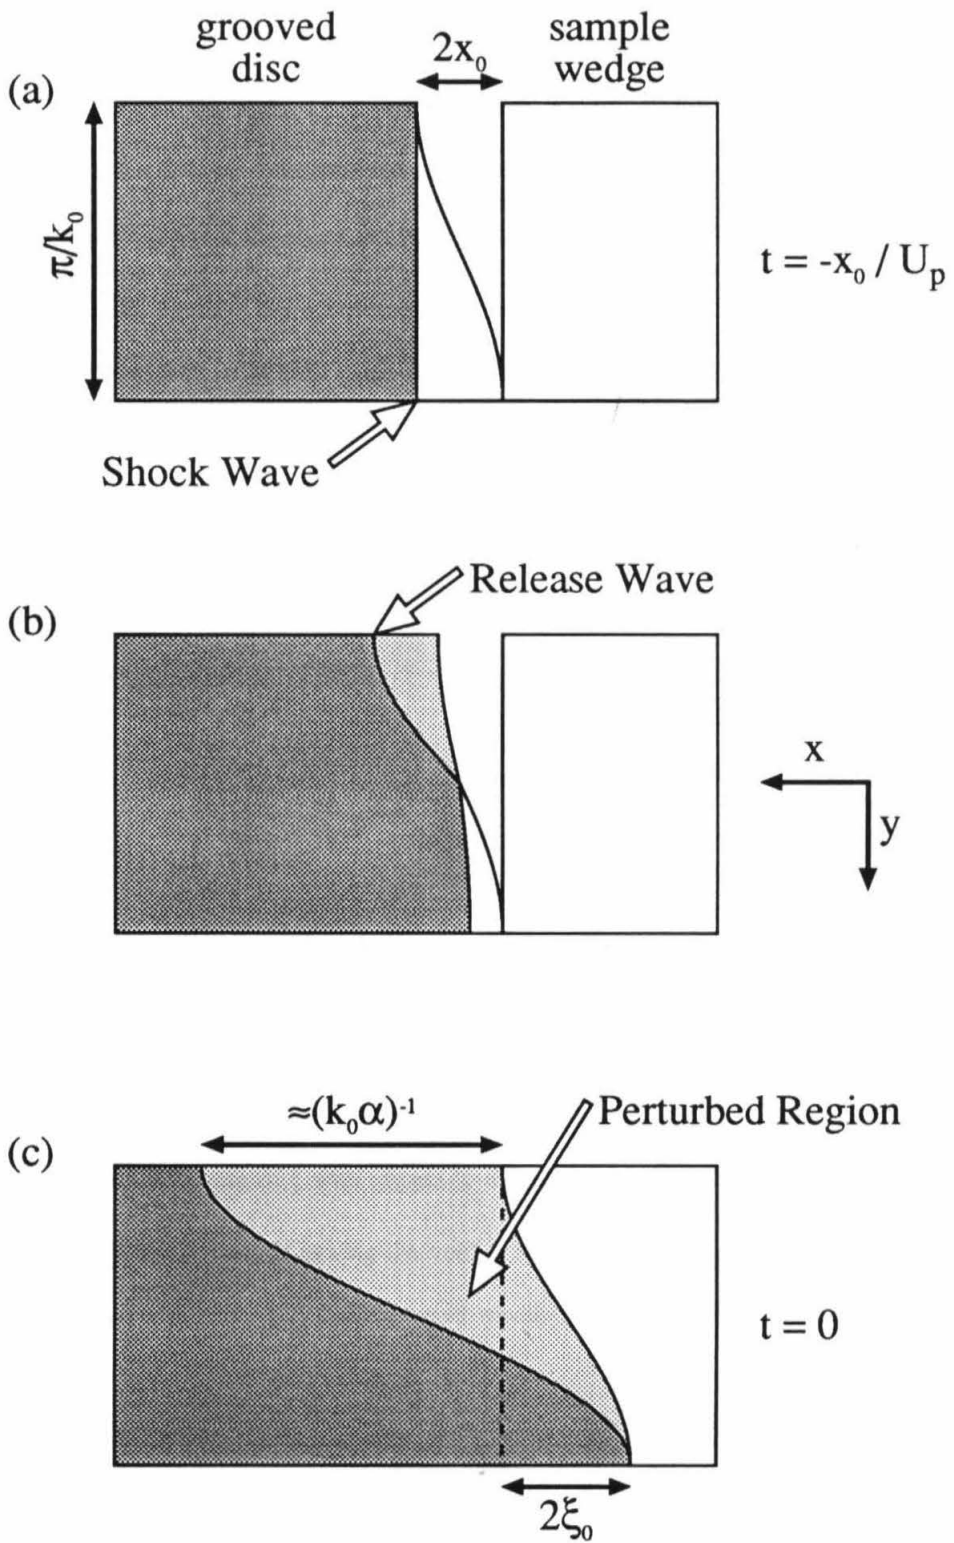 grooved disc
sample wedge
2x₀
(a)
π/k₀
t = -x₀ / Uₚ
Shock Wave
Release Wave
(b)
x
y
≈(k₀α)⁻¹
Perturbed Region
(c)
t = 0
2ξ₀